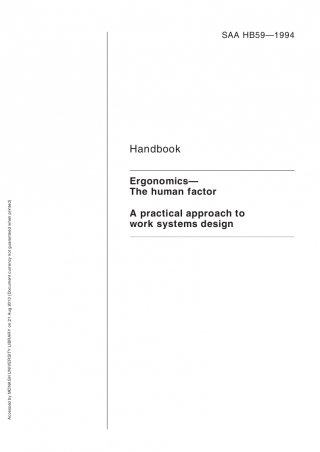 SAA HB59—1994
Handbook
Ergonomics—
The human factor
A practical approach to
work systems design
Accessed by MONASH UNIVERSITY LIBRARY on 21 Aug 2013 (Document currency not guaranteed when printed)